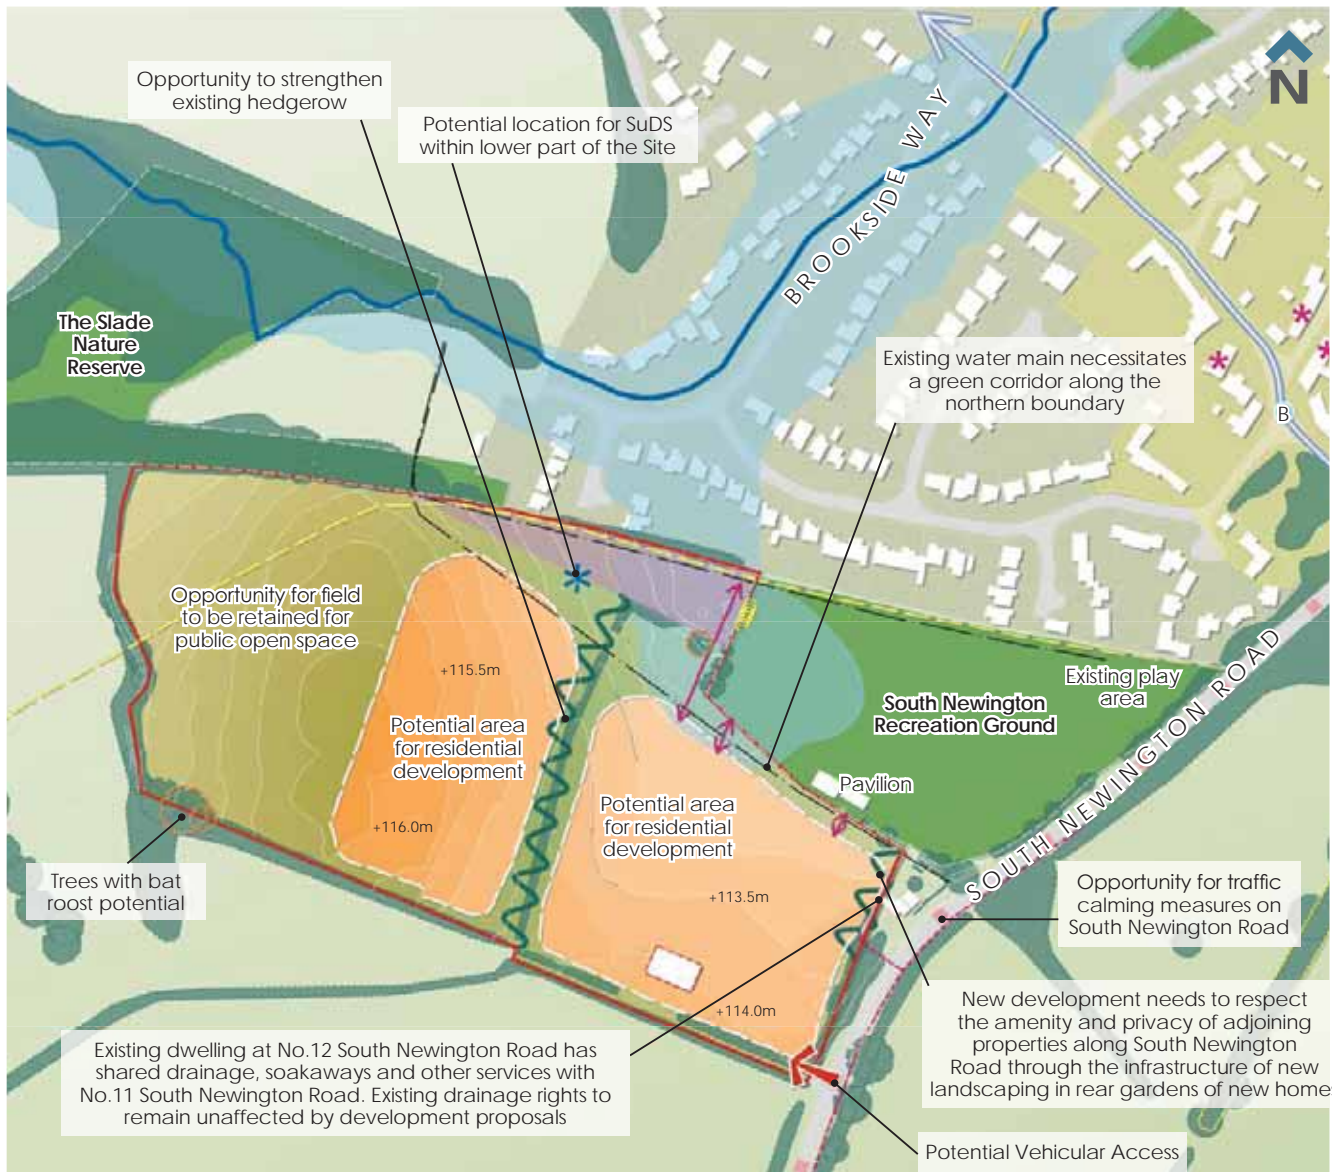 Opportunity to strengthen
existing hedgerow
Potential location for SuDS
within lower part of the Site
N
BROOKSIDE WAY
The Slade
Nature
Reserve
Existing water main necessitates
a green corridor along the
northern boundary
B
Opportunity for field
to be retained for
public open space
+115.5m
Potential area
for residential
development
+116.0m
Existing play
area
South Newington
Recreation Ground
Pavilion
SOUTH NEWINGTON ROAD
Potential area
for residential
development
+113.5m
+114.0m
Trees with bat
roost potential
Opportunity for traffic
calming measures on
South Newington Road
New development needs to respect
the amenity and privacy of adjoining
properties along South Newington
Road through the infrastructure of new
landscaping in rear gardens of new home
Existing dwelling at No.12 South Newington Road has
shared drainage, soakaways and other services with
No.11 South Newington Road. Existing drainage rights to
remain unaffected by development proposals
Potential Vehicular Access